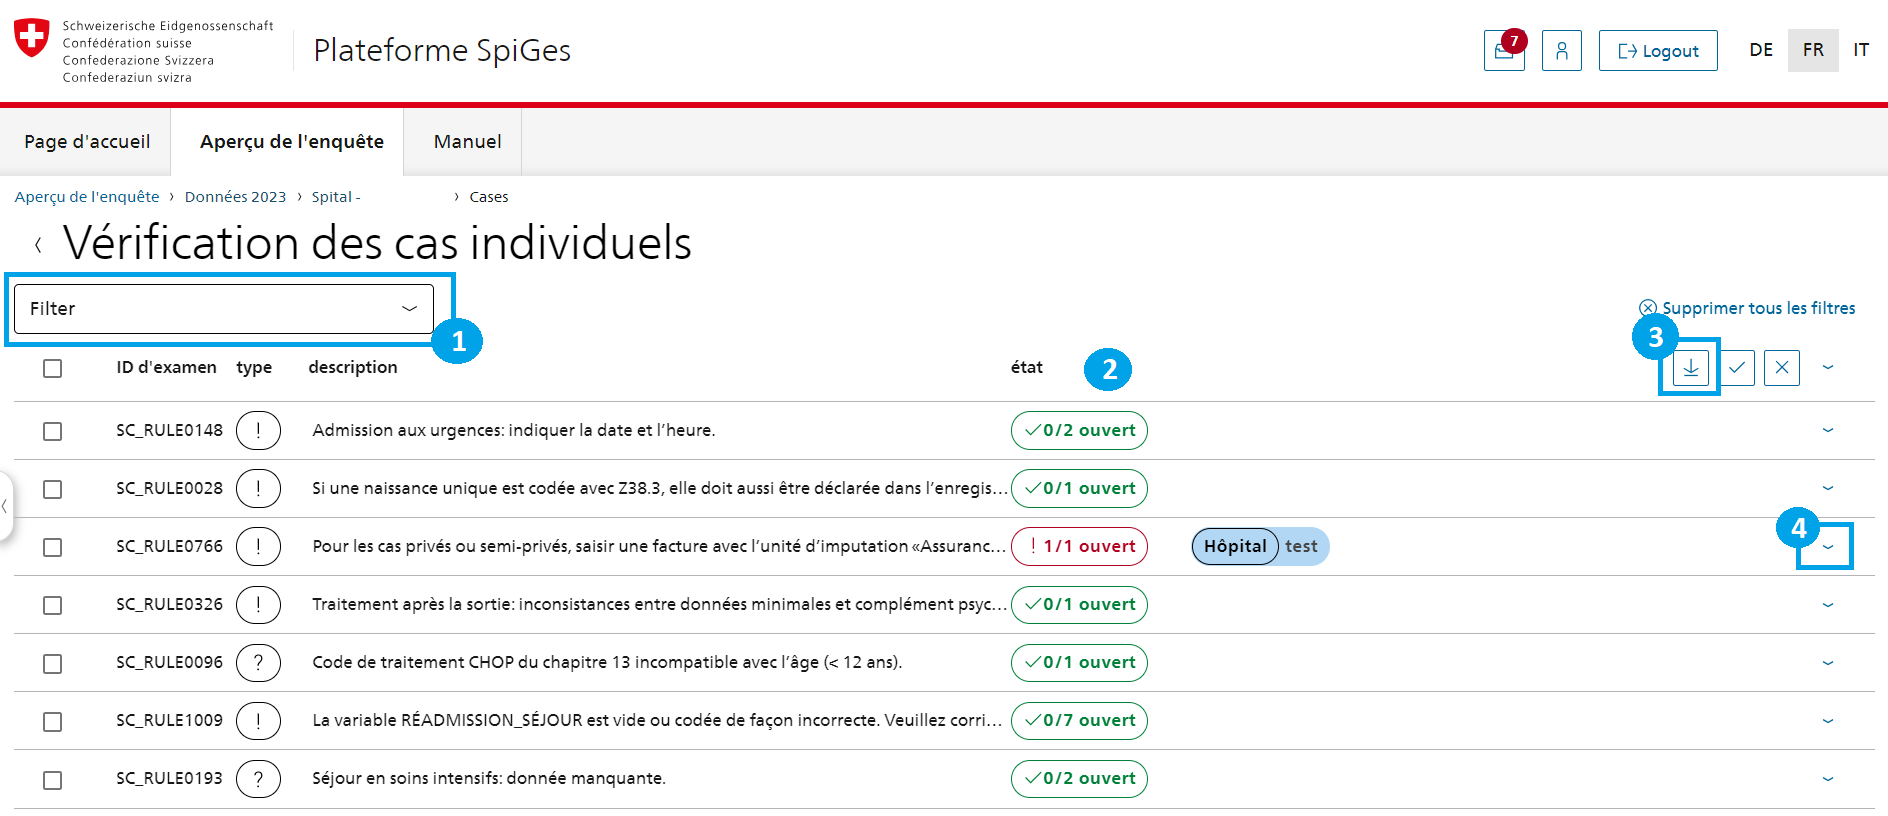 Schweizerische Eidgenossenschaft
Confédération suisse
Confederazione Svizzera
Confederaziun svizra
Plateforme SpiGes
7
Logout
DE FR IT
Page d'accueil Aperçu de l'enquête Manuel
Aperçu de l'enquête › Données 2023 › Spital - › Cases
Vérification des cas individuels
Filter
1
Supprimer tous les filtres
3
ID d'examen type description état 2
SC_RULE0148 ! Admission aux urgences: indiquer la date et l’heure. 0/2 ouvert
SC_RULE0028 ! Si une naissance unique est codée avec Z38.3, elle doit aussi être déclarée dans l’enregis... 0/1 ouvert
4
SC_RULE0766 ! Pour les cas privés ou semi-privés, saisir une facture avec l’unité d’imputation «Assuranc... ! 1/1 ouvert Hôpital test
SC_RULE0326 ! Traitement après la sortie: inconsistances entre données minimales et complément psyc... 0/1 ouvert
SC_RULE0096 ? Code de traitement CHOP du chapitre 13 incompatible avec l’âge (< 12 ans). 0/1 ouvert
SC_RULE1009 ! La variable RÉADMISSION_SÉJOUR est vide ou codée de façon incorrecte. Veuillez corri... 0/7 ouvert
SC_RULE0193 ? Séjour en soins intensifs: donnée manquante. 0/2 ouvert